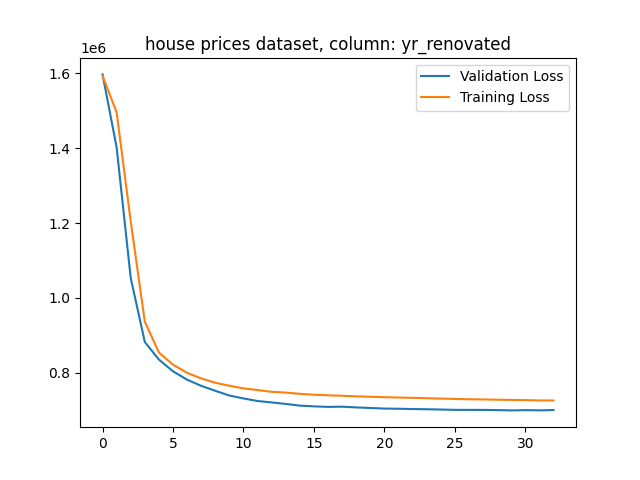 house prices dataset, column: yr_renovated
1e6
Validation Loss
Training Loss
1.6
1.4
1.2
1.0
0.8
0 5 10 15 20 25 30